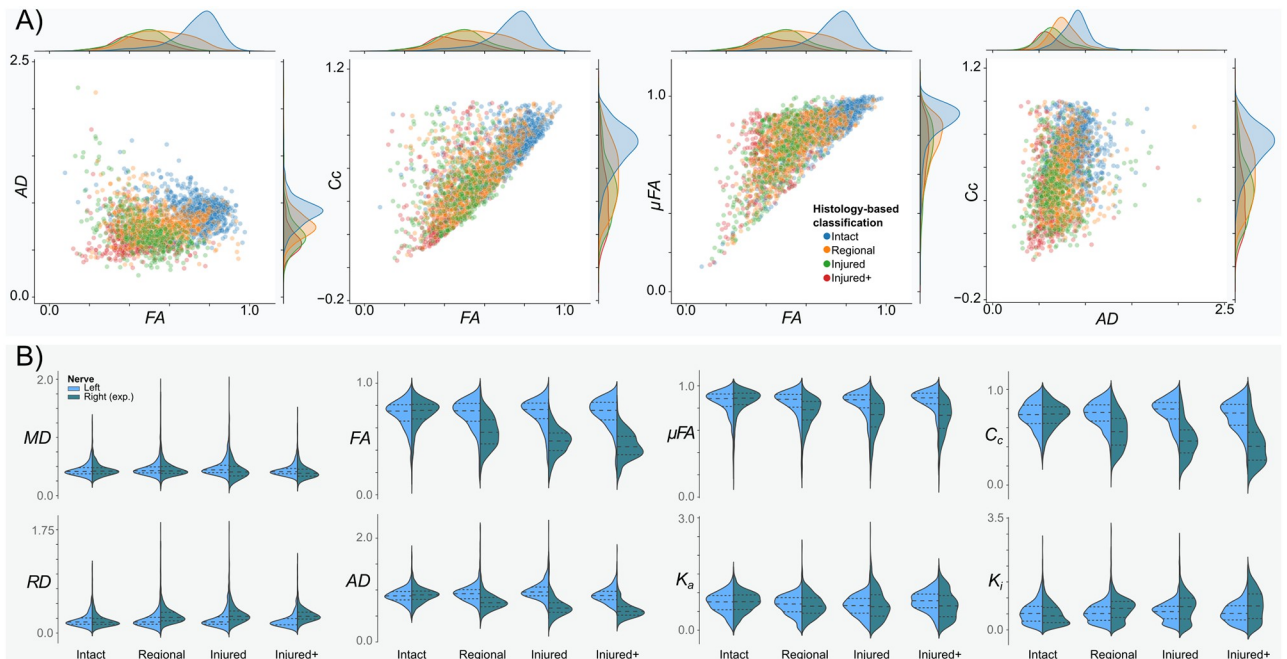 A)
2.5
AD
0.0
0.0
FA
1.0
1.2
Cc
−0.2
FA
1.0
1.0
μFA
0.0
0.0
FA
1.0
Histology-based
classification
Intact
Regional
Injured
Injured+
1.2
Cc
−0.2
0.0
AD
2.5
B)
Nerve
Left
Right (exp.)
2.0
MD
0.0
1.0
FA
0.0
1.0
μFA
0.0
1.0
Cc
0.0
1.75
RD
0.0
2.0
AD
0.0
3.0
Ka
0.0
3.5
Ki
0.0
Intact Regional Injured Injured+
Intact Regional Injured Injured+
Intact Regional Injured Injured+
Intact Regional Injured Injured+